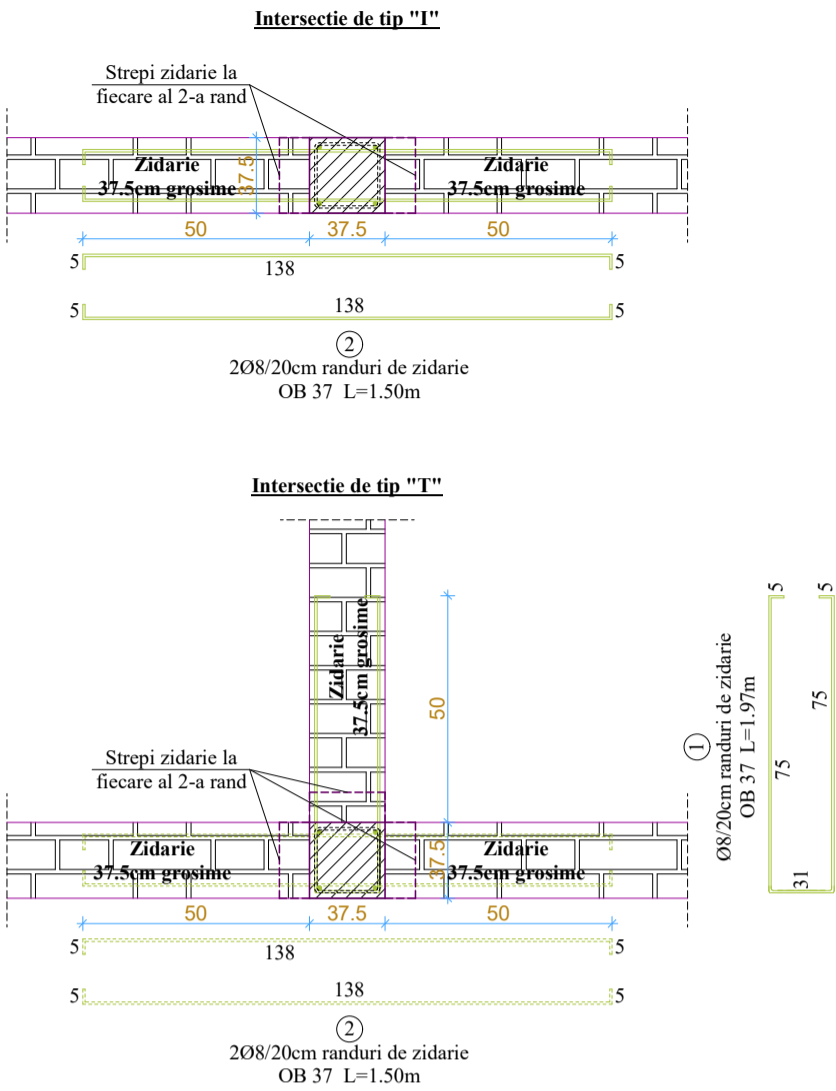 Intersectie de tip "I"
Strepi zidarie la
fiecare al 2-a rand
Zidarie
37.5cm grosime
37.5
Zidarie
37.5cm grosime
50
37.5
50
5
138
5
5
138
5
2
2Ø8/20cm randuri de zidarie
OB 37 L=1.50m
Intersectie de tip "T"
Zidarie
37.5cm grosime
50
Strepi zidarie la
fiecare al 2-a rand
Zidarie
37.5cm grosime
37.5
Zidarie
37.5cm grosime
50
37.5
50
5
138
5
5
138
5
2
2Ø8/20cm randuri de zidarie
OB 37 L=1.50m
1
Ø8/20cm randuri de zidarie
OB 37 L=1.97m
5
5
75
75
31